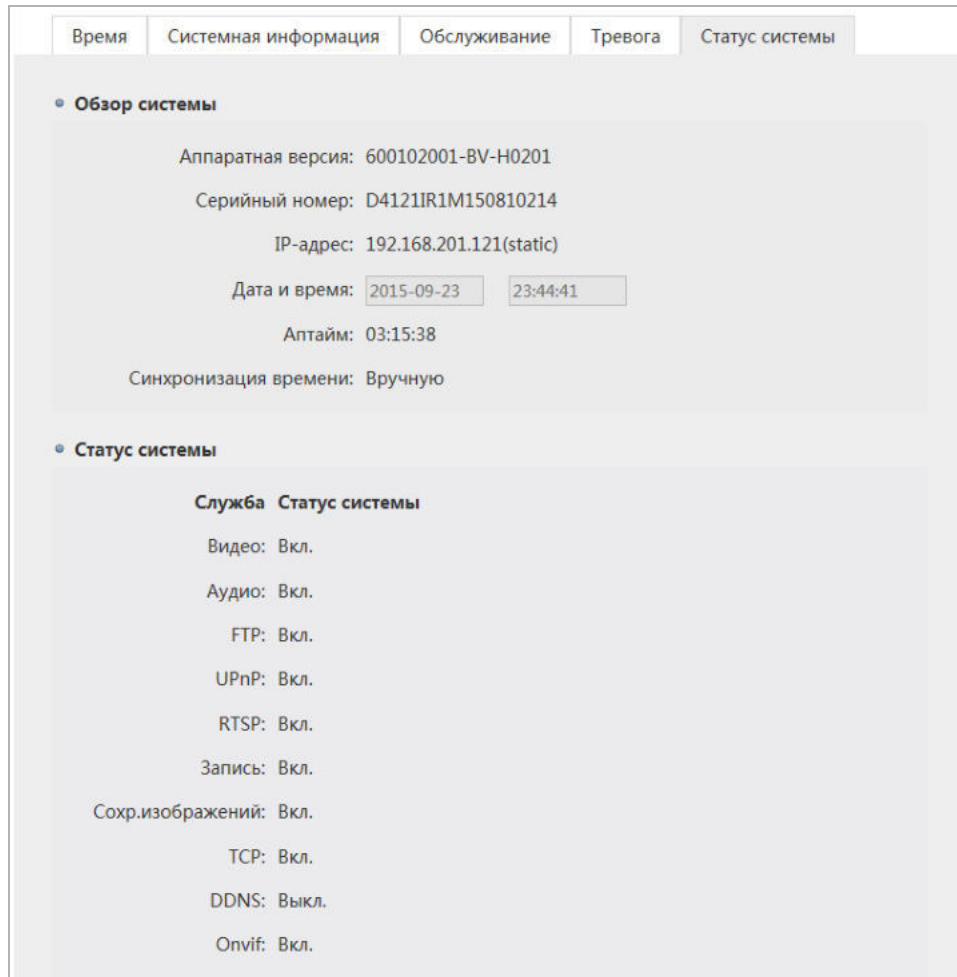 Время Системная информация Обслуживание Тревога Статус системы
Обзор системы
Аппаратная версия: 600102001-BV-H0201
Серийный номер: D4121IR1M150810214
IP-адрес: 192.168.201.121(static)
Дата и время: 2015-09-23 23:44:41
Аптайм: 03:15:38
Синхронизация времени: Вручную
Статус системы
Служба Статус системы
Видео: Вкл.
Аудио: Вкл.
FTP: Вкл.
UPnP: Вкл.
RTSP: Вкл.
Запись: Вкл.
Сохр.изображений: Вкл.
TCP: Вкл.
DDNS: Выкл.
Onvif: Вкл.